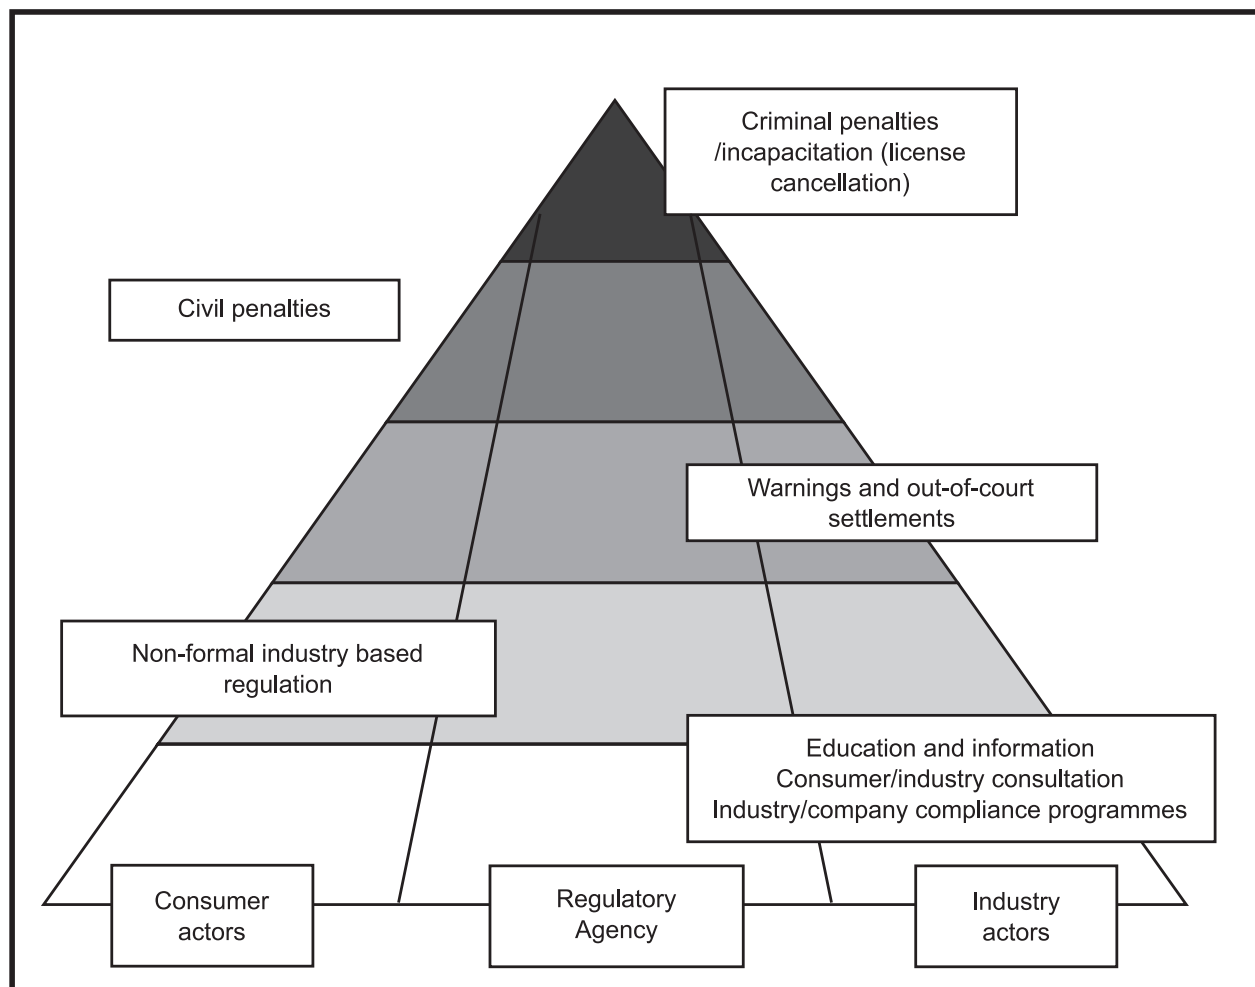 Criminal penalties
/incapacitation (license
cancellation)
Civil penalties
Warnings and out-of-court
settlements
Non-formal industry based
regulation
Education and information
Consumer/industry consultation
Industry/company compliance programmes
Consumer
actors
Regulatory
Agency
Industry
actors